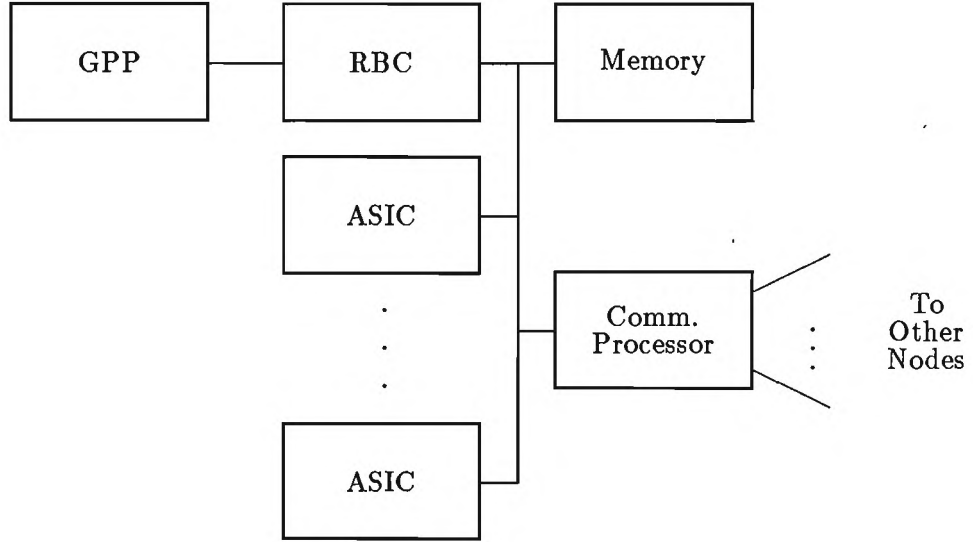 GPP
RBC
Memory
ASIC
Comm.
Processor
To
Other
Nodes
ASIC